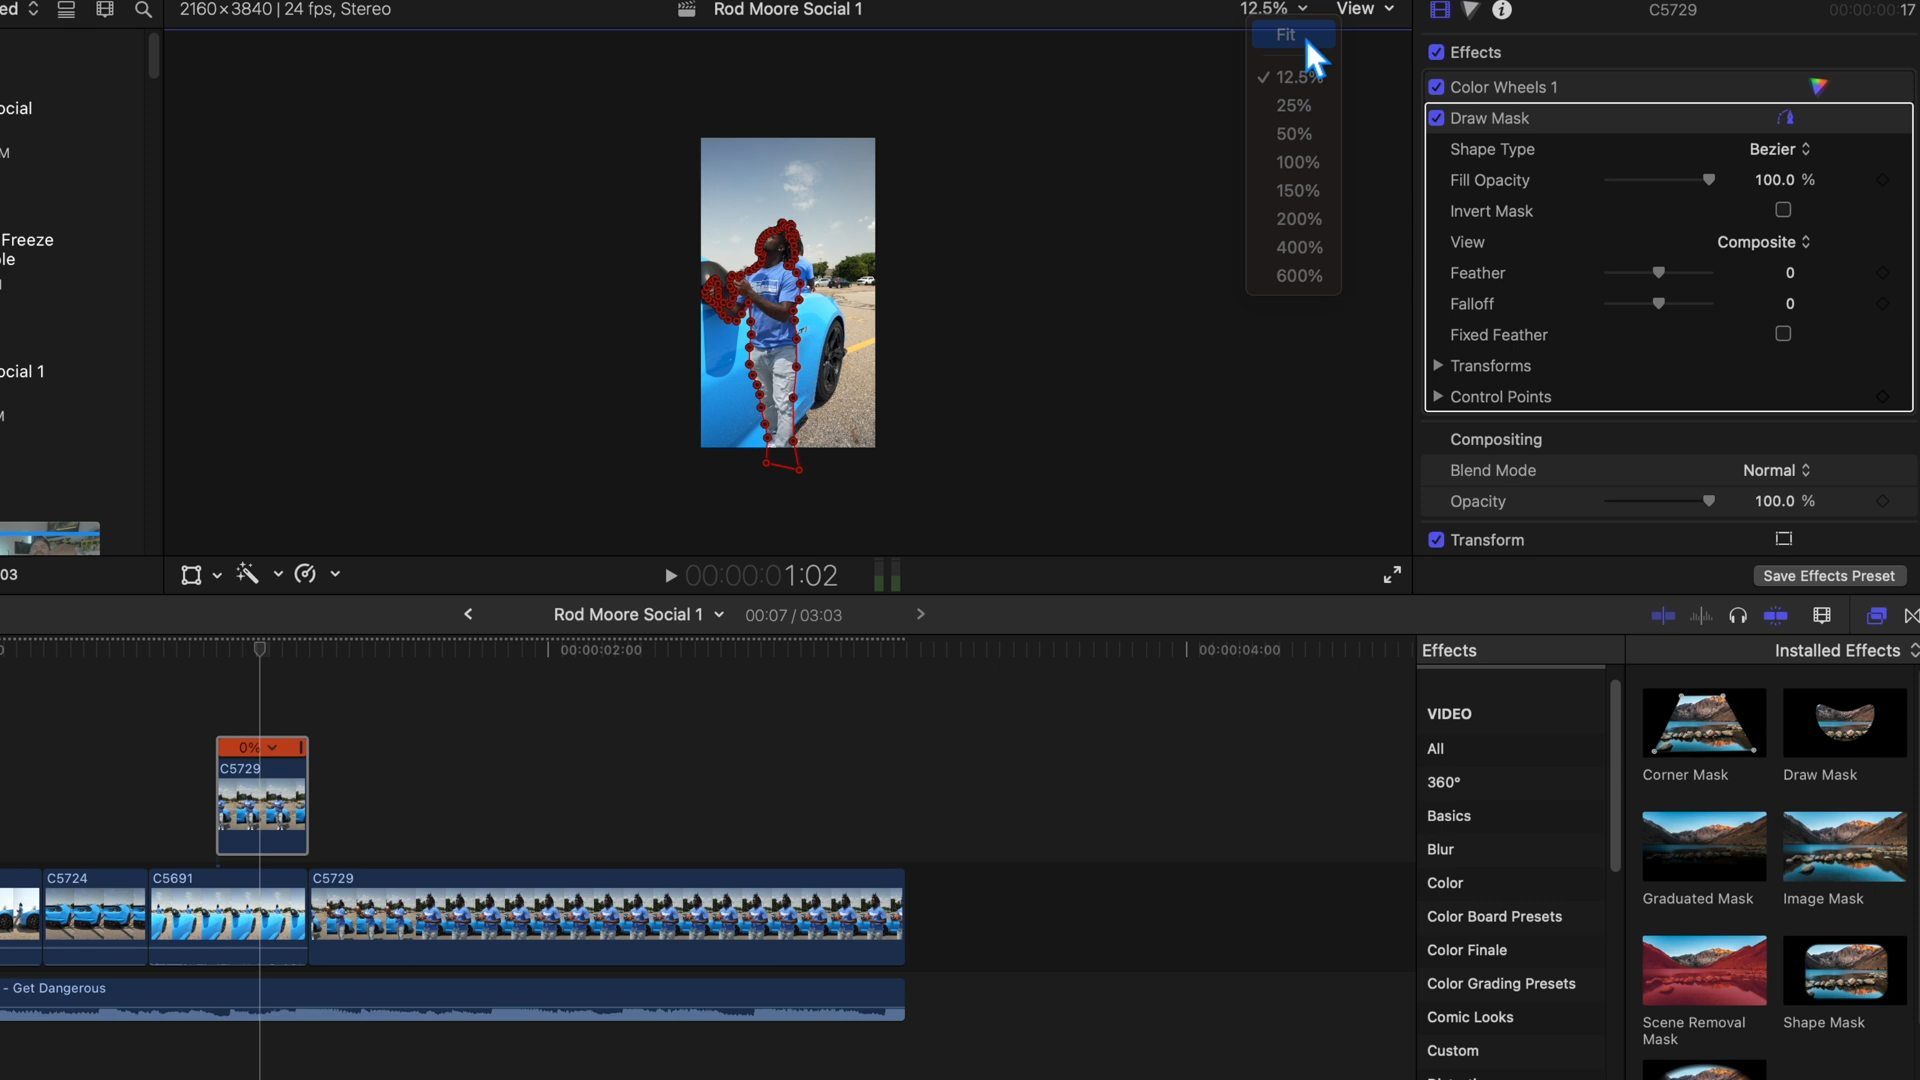 ed
2160×3840 | 24 fps, Stereo
Rod Moore Social 1
12.5%
View
C5729
00:00:00:17
Fit
12.5%
25%
50%
100%
150%
200%
400%
600%
Effects
Color Wheels 1
Draw Mask
Shape Type
Bezier
Fill Opacity
100.0 %
Invert Mask
View
Composite
Feather
0
Falloff
0
Fixed Feather
Transforms
Control Points
Compositing
Blend Mode
Normal
Opacity
100.0 %
Transform
Save Effects Preset
ocial
M
Freeze
le
ocial 1
M
03
00:00:01:02
Rod Moore Social 1
00:07 / 03:03
00:00:02:00
00:00:04:00
0%
C5729
C5724
C5691
C5729
- Get Dangerous
Effects
Installed Effects
VIDEO
All
360°
Basics
Blur
Color
Color Board Presets
Color Finale
Color Grading Presets
Comic Looks
Custom
Corner Mask
Draw Mask
Graduated Mask
Image Mask
Scene Removal
Mask
Shape Mask